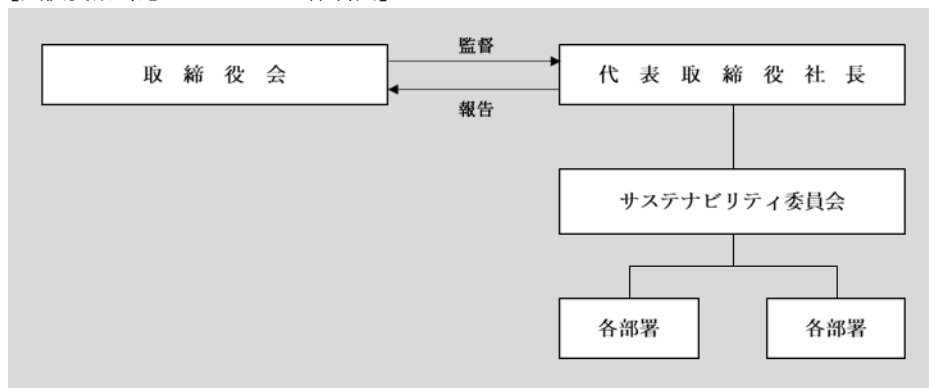 監督
取締役会
代表取締役社長
報告
サステナビリティ委員会
各部署
各部署